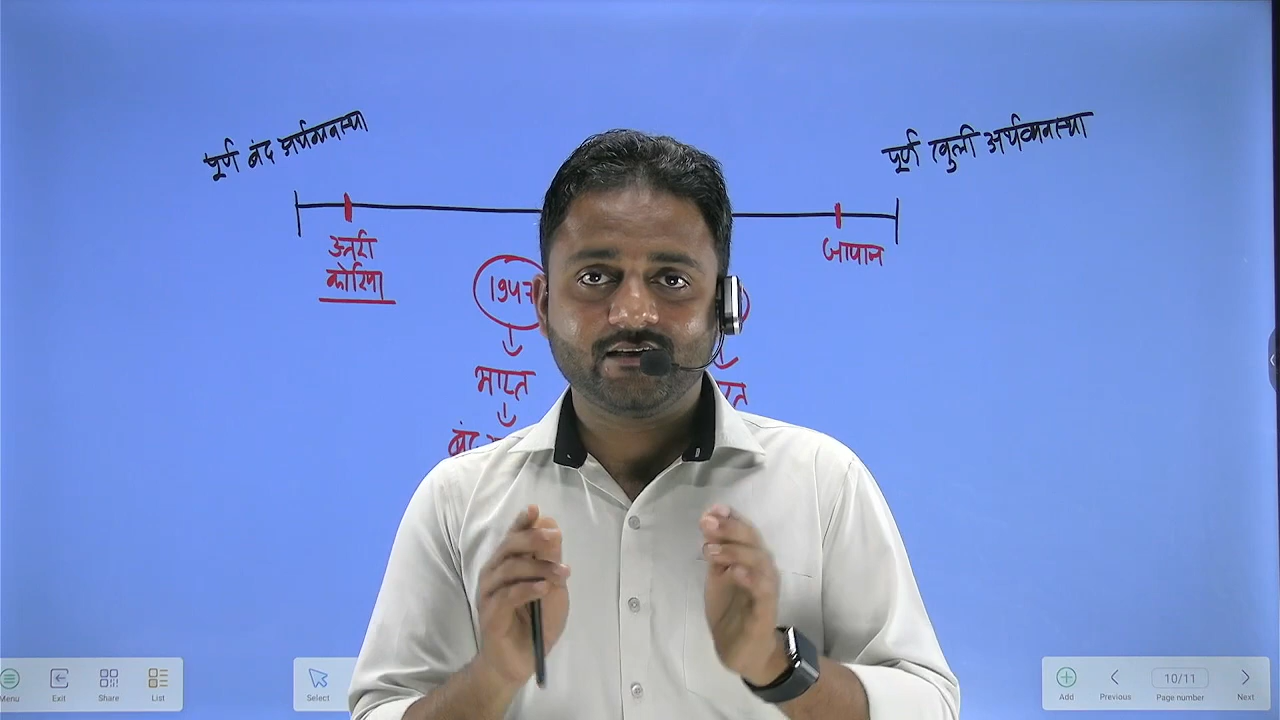 पूर्ण बंद अर्थव्यवस्था
पूर्ण खुली अर्थव्यवस्था
उत्तरी
कोरिया
जापान
1947
भारत
बंद
Menu
Exit
Share
List
Select
Add
Previous
10/11
Page number
Next